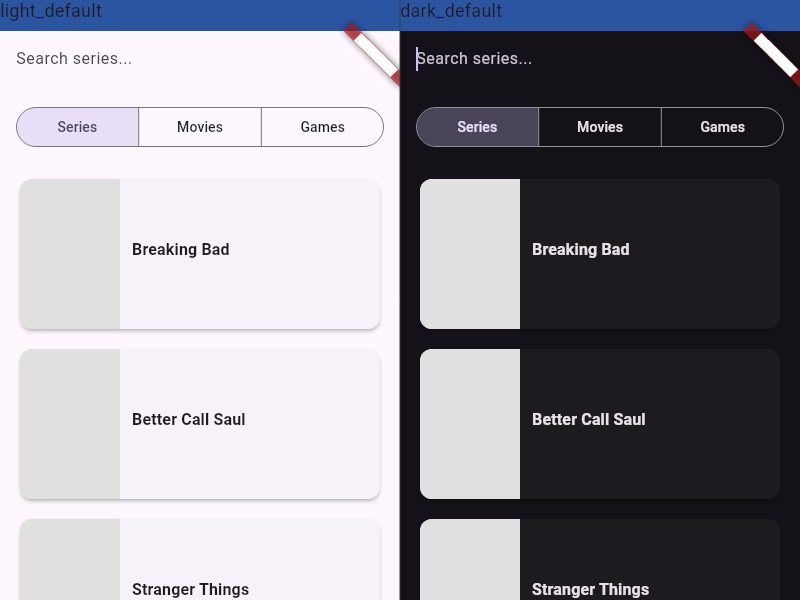 light_default
Search series...
Series
Movies
Games
Breaking Bad
Better Call Saul
Stranger Things
dark_default
Search series...
Series
Movies
Games
Breaking Bad
Better Call Saul
Stranger Things